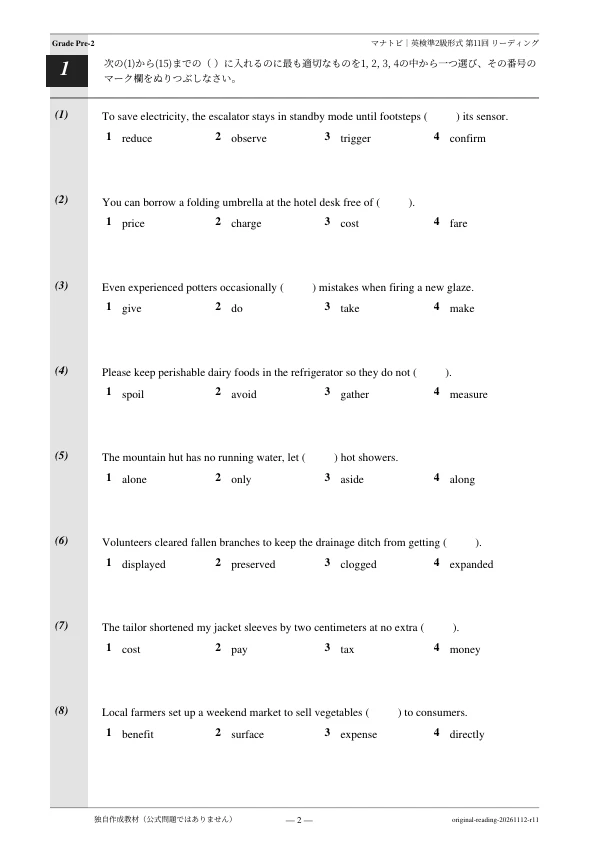 Grade Pre-2
マナトビ｜英検準2級形式 第11回 リーディング
1
次の(1)から(15)までの（ ）に入れるのに最も適切なものを1, 2, 3, 4の中から一つ選び、その番号の
マーク欄をぬりつぶしなさい。
(1) To save electricity, the escalator stays in standby mode until footsteps ( ) its sensor.
1 reduce 2 observe 3 trigger 4 confirm
(2) You can borrow a folding umbrella at the hotel desk free of ( ).
1 price 2 charge 3 cost 4 fare
(3) Even experienced potters occasionally ( ) mistakes when firing a new glaze.
1 give 2 do 3 take 4 make
(4) Please keep perishable dairy foods in the refrigerator so they do not ( ).
1 spoil 2 avoid 3 gather 4 measure
(5) The mountain hut has no running water, let ( ) hot showers.
1 alone 2 only 3 aside 4 along
(6) Volunteers cleared fallen branches to keep the drainage ditch from getting ( ).
1 displayed 2 preserved 3 clogged 4 expanded
(7) The tailor shortened my jacket sleeves by two centimeters at no extra ( ).
1 cost 2 pay 3 tax 4 money
(8) Local farmers set up a weekend market to sell vegetables ( ) to consumers.
1 benefit 2 surface 3 expense 4 directly
独自作成教材（公式問題ではありません）
— 2 —
original-reading-20261112-r11